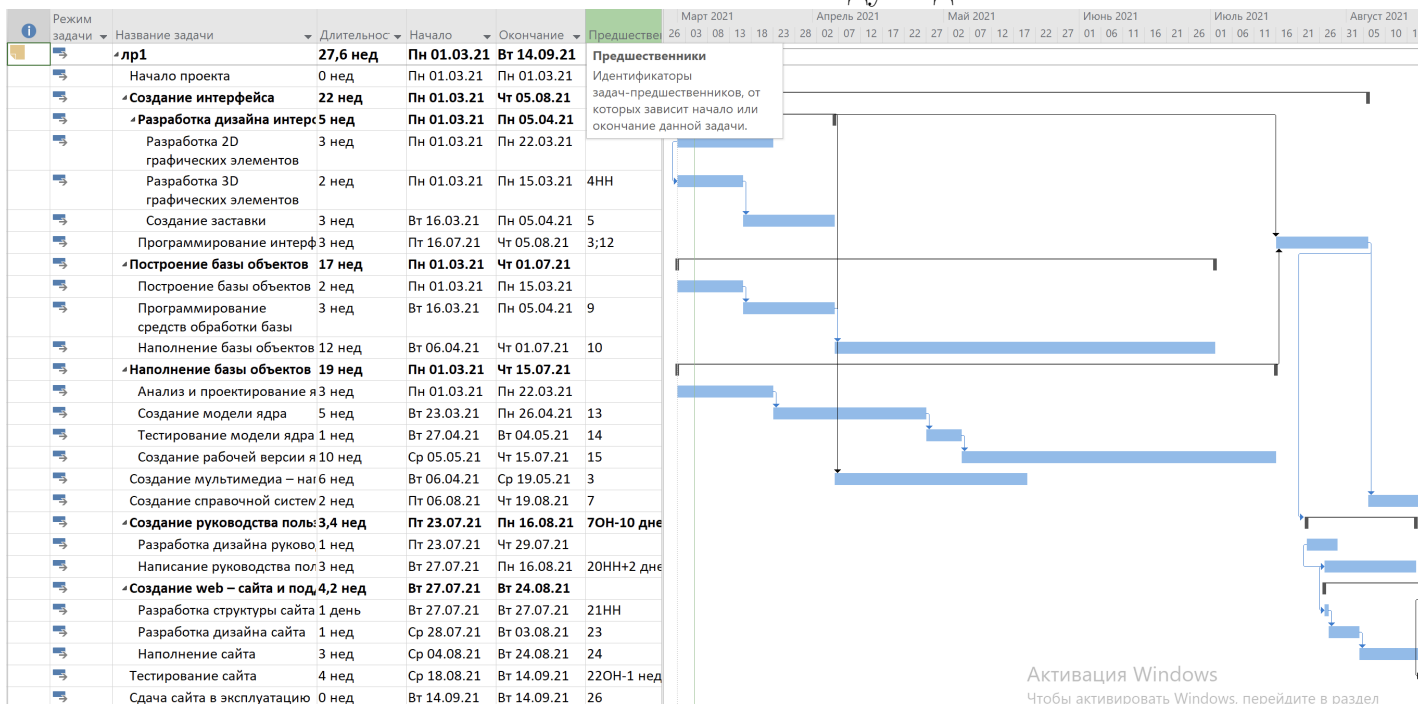 Режим
задачи Название задачи Длительнос Начало Окончание Предшествен
Март 2021 Апрель 2021 Май 2021 Июнь 2021 Июль 2021 Август 2021
26 03 08 13 18 23 28 02 07 12 17 22 27 02 07 12 17 22 27 01 06 11 16 21 26 01 06 11 16 21 26 31 05 10
лр1 27,6 нед Пн 01.03.21 Вт 14.09.21
Предшественники
Идентификаторы
задач-предшественников, от
которых зависит начало или
окончание данной задачи.
Начало проекта 0 нед Пн 01.03.21 Пн 01.03.21
Создание интерфейса 22 нед Пн 01.03.21 Чт 05.08.21
Разработка дизайна интерс 5 нед Пн 01.03.21 Пн 05.04.21
Разработка 2D
графических элементов 3 нед Пн 01.03.21 Пн 22.03.21
Разработка 3D
графических элементов 2 нед Пн 01.03.21 Пн 15.03.21 4НН
Создание заставки 3 нед Вт 16.03.21 Пн 05.04.21 5
Программирование интерф 3 нед Пт 16.07.21 Чт 05.08.21 3;12
Построение базы объектов 17 нед Пн 01.03.21 Чт 01.07.21
Построение базы объектов 2 нед Пн 01.03.21 Пн 15.03.21
Программирование
средств обработки базы 3 нед Вт 16.03.21 Пн 05.04.21 9
Наполнение базы объектов 12 нед Вт 06.04.21 Чт 01.07.21 10
Наполнение базы объектов 19 нед Пн 01.03.21 Чт 15.07.21
Анализ и проектирование я 3 нед Пн 01.03.21 Пн 22.03.21
Создание модели ядра 5 нед Вт 23.03.21 Пн 26.04.21 13
Тестирование модели ядра 1 нед Вт 27.04.21 Вт 04.05.21 14
Создание рабочей версии я 10 нед Ср 05.05.21 Чт 15.07.21 15
Создание мультимедиа – наг 6 нед Вт 06.04.21 Ср 19.05.21 3
Создание справочной систем 2 нед Пт 06.08.21 Чт 19.08.21 7
Создание руководства поль: 3,4 нед Пт 23.07.21 Пн 16.08.21 7ОН-10 дне
Разработка дизайна руково 1 нед Пт 23.07.21 Чт 29.07.21
Написание руководства пол 3 нед Вт 27.07.21 Пн 16.08.21 20НН+2 дне
Создание web – сайта и под 4,2 нед Вт 27.07.21 Вт 24.08.21
Разработка структуры сайта 1 день Вт 27.07.21 Вт 27.07.21 21НН
Разработка дизайна сайта 1 нед Ср 28.07.21 Вт 03.08.21 23
Наполнение сайта 3 нед Ср 04.08.21 Вт 24.08.21 24
Тестирование сайта 4 нед Ср 18.08.21 Вт 14.09.21 22ОН-1 нед
Сдача сайта в эксплуатацию 0 нед Вт 14.09.21 Вт 14.09.21 26
Активация Windows
Чтобы активировать Windows, перейдите в раздел